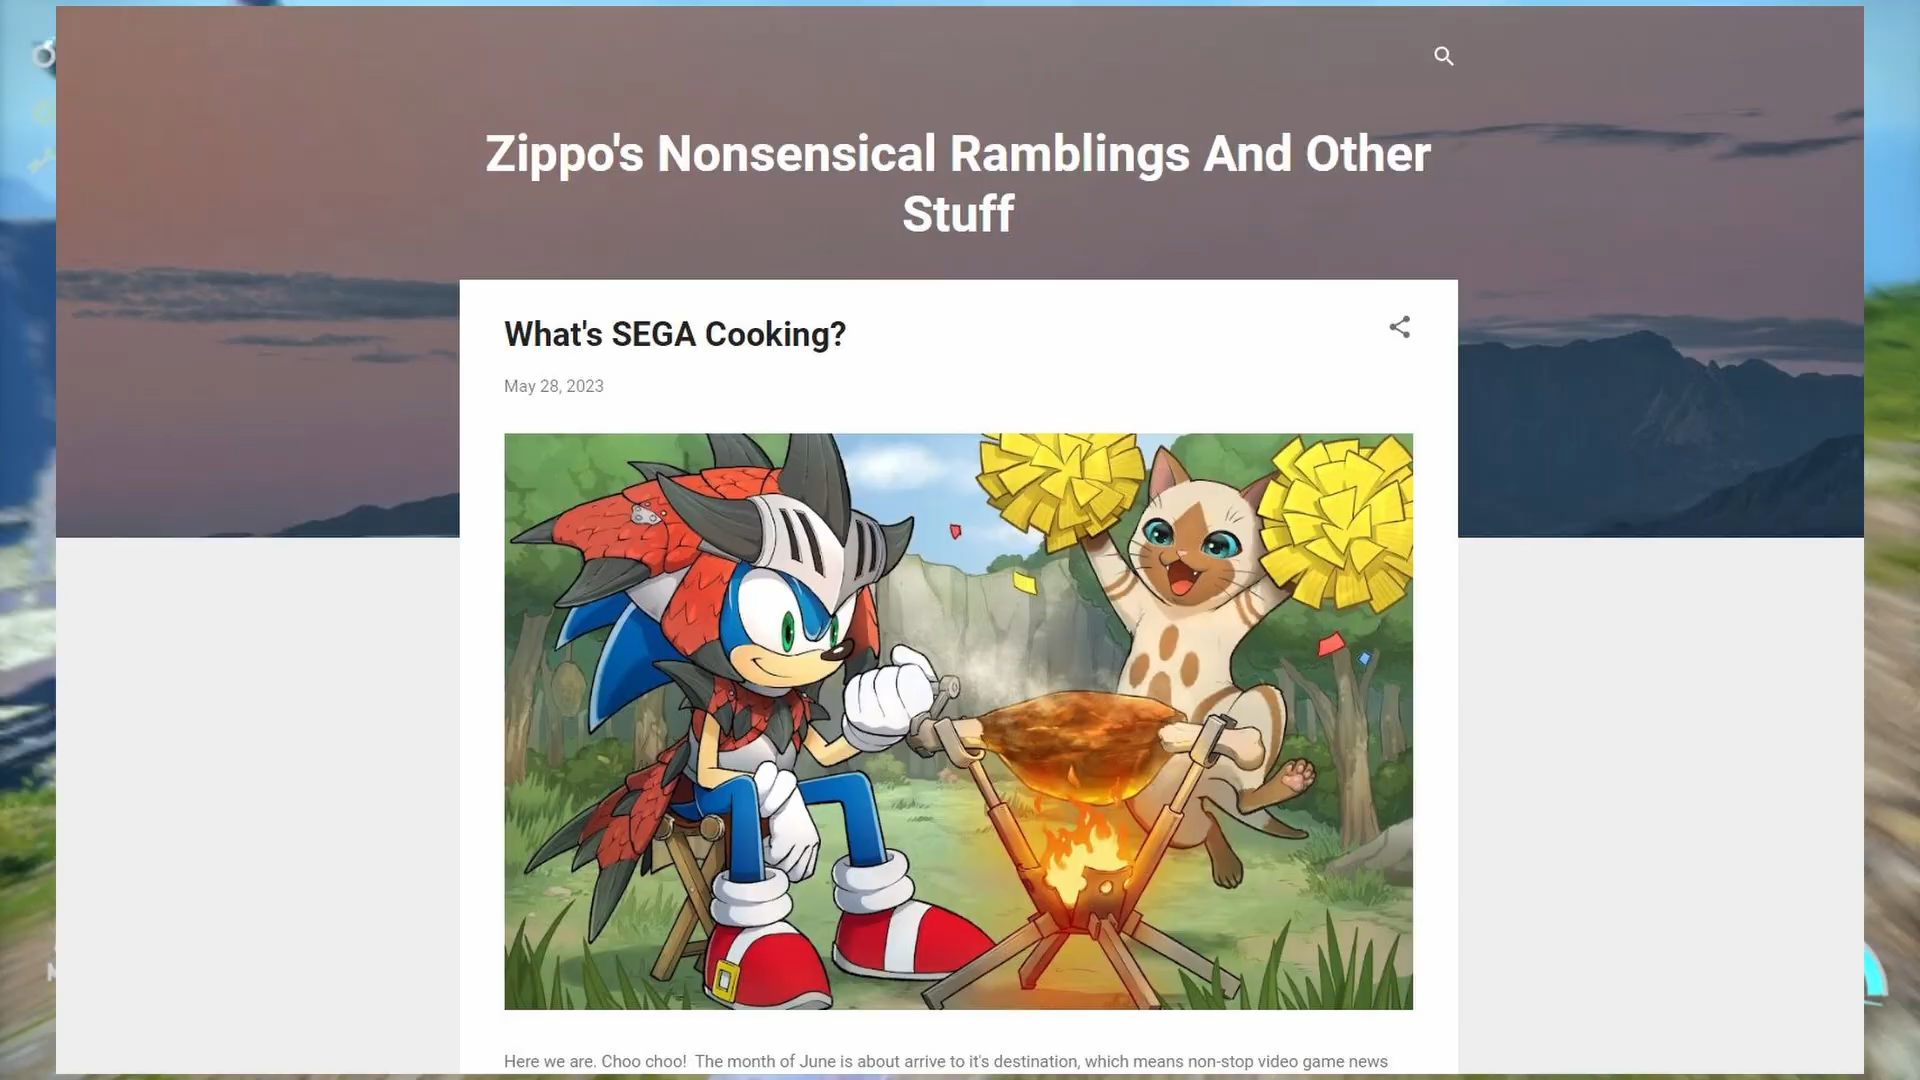 Zippo's Nonsensical Ramblings And Other
Stuff
What's SEGA Cooking?
May 28, 2023
Here we are. Choo choo!  The month of June is about arrive to it's destination, which means non-stop video game news